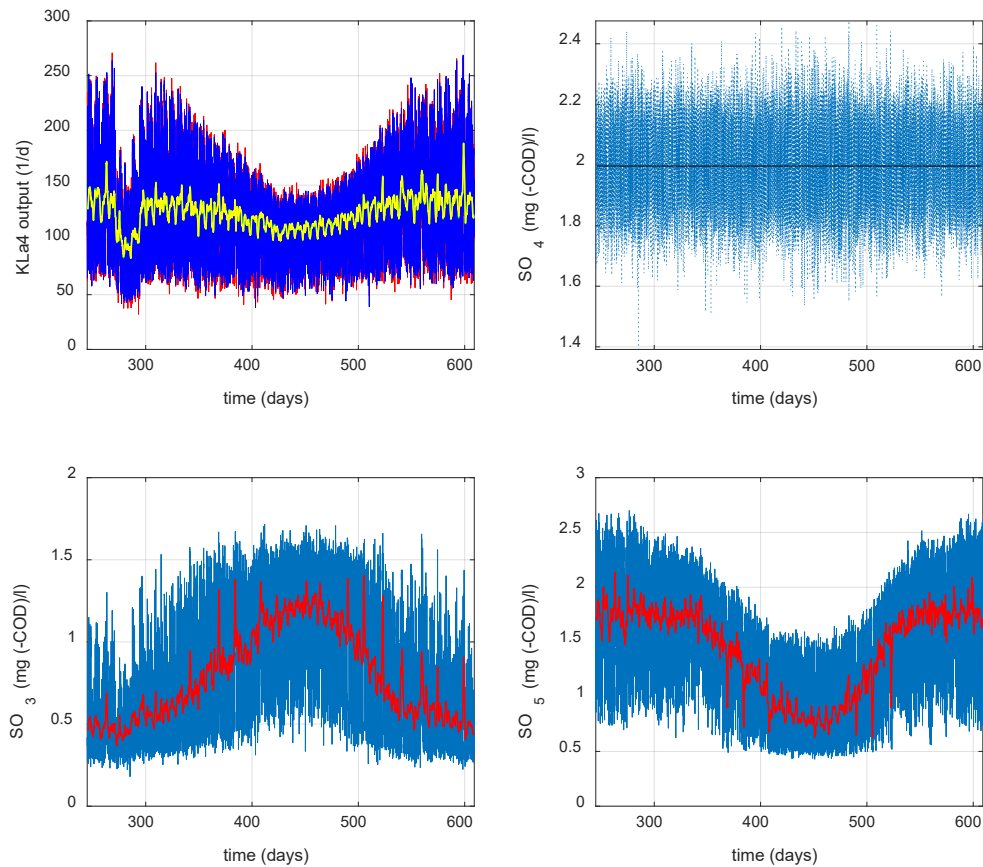 300
250
200
150
100
50
0
KLa4 output (1/d)
300 400 500 600
time (days)
2.4
2.2
2
1.8
1.6
1.4
SO 4 (mg (-COD)/l)
300 400 500 600
time (days)
2
1.5
1
0.5
0
SO 3 (mg (-COD)/l)
300 400 500 600
time (days)
3
2.5
2
1.5
1
0.5
0
SO 5 (mg (-COD)/l)
300 400 500 600
time (days)